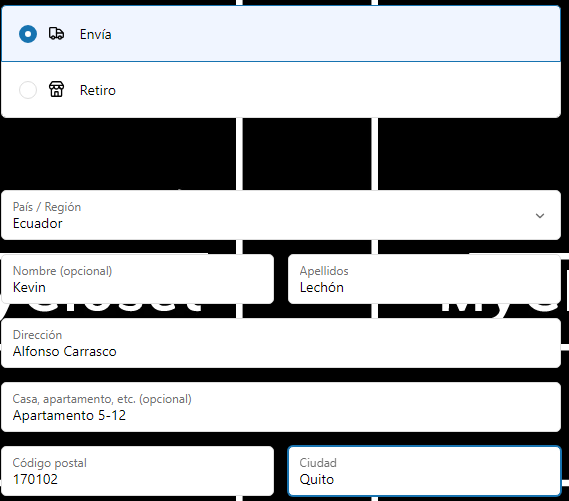 Envía
Retiro
País / Región
Ecuador
Nombre (opcional)
Kevin
Apellidos
Lechón
Dirección
Alfonso Carrasco
Casa, apartamento, etc. (opcional)
Apartamento 5-12
Código postal
170102
Ciudad
Quito